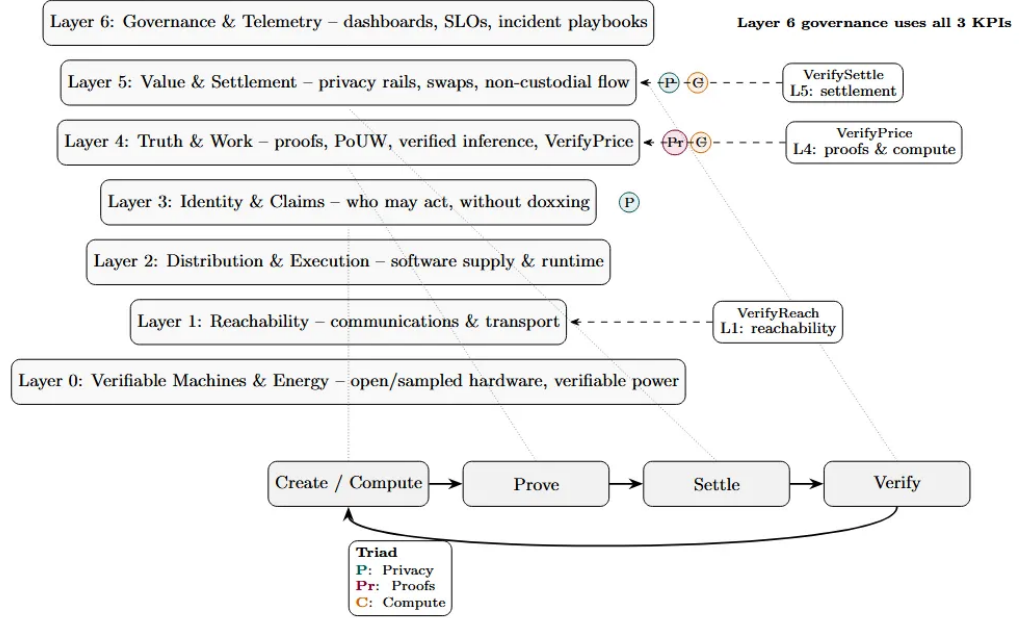 Layer 6: Governance & Telemetry – dashboards, SLOs, incident playbooks
Layer 6 governance uses all 3 KPIs
Layer 5: Value & Settlement – privacy rails, swaps, non-custodial flow
P
C
VerifySettle
L5: settlement
Layer 4: Truth & Work – proofs, PoUW, verified inference, VerifyPrice
Pr
C
VerifyPrice
L4: proofs & compute
Layer 3: Identity & Claims – who may act, without doxxing
P
Layer 2: Distribution & Execution – software supply & runtime
Layer 1: Reachability – communications & transport
VerifyReach
L1: reachability
Layer 0: Verifiable Machines & Energy – open/sampled hardware, verifiable power
Create / Compute
Prove
Settle
Verify
Triad
P: Privacy
Pr: Proofs
C: Compute